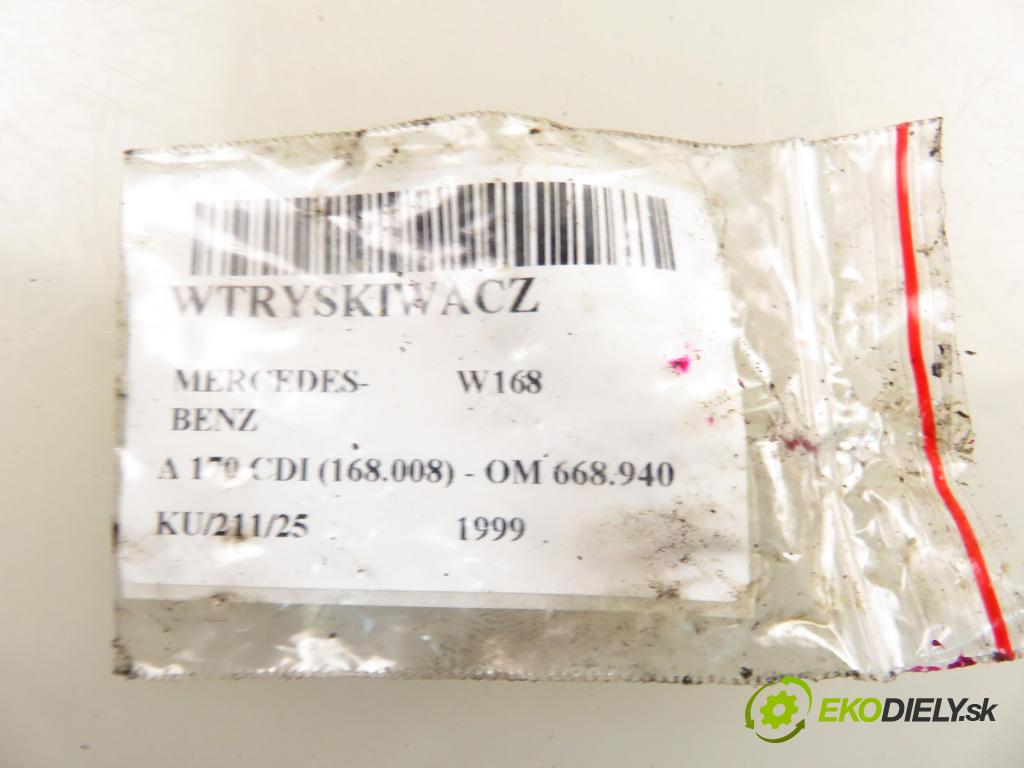 WTRYSKIWACZ
MERCEDES- W168
BENZ
A 170 CDI (168.008) - OM 668.940
KU/211/25 1999
EKODIELY.sk